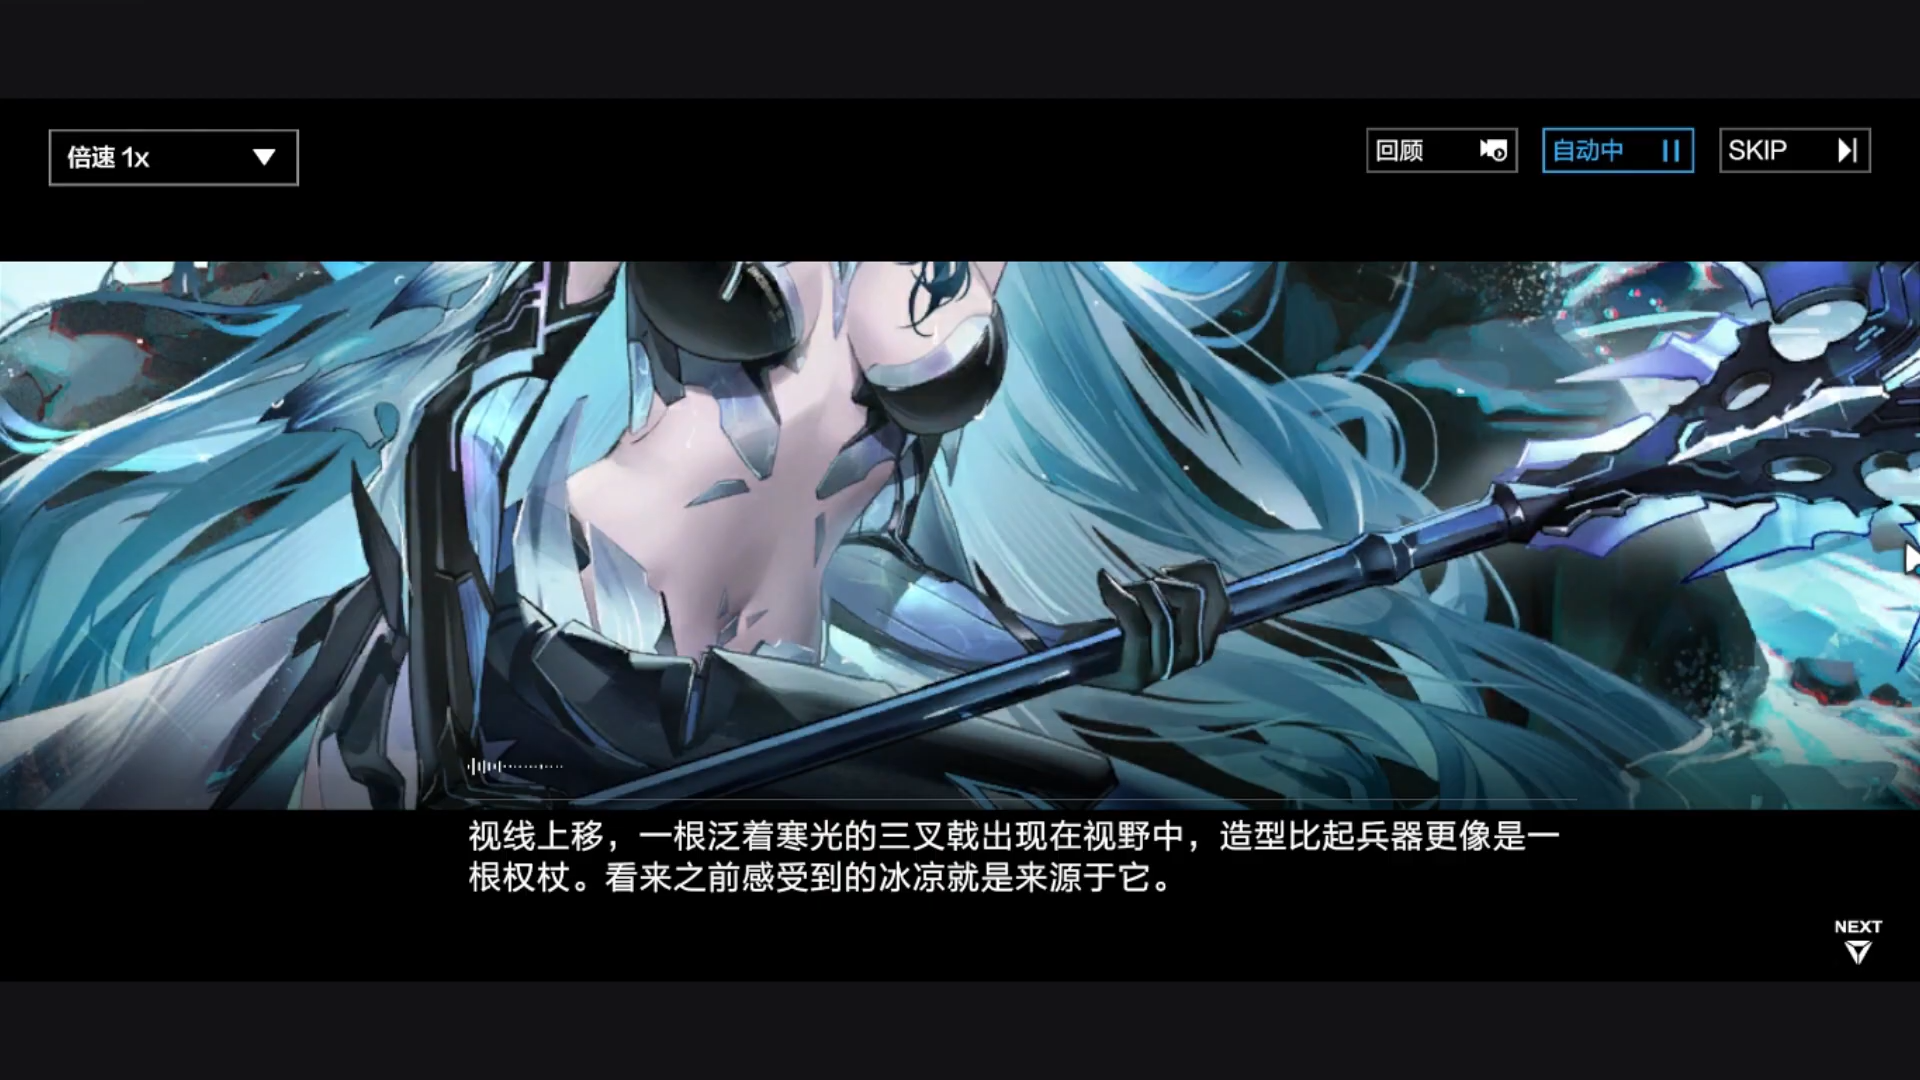 倍速 1x
回顾
自动中
SKIP
视线上移，一根泛着寒光的三叉戟出现在视野中，造型比起兵器更像是一
根权杖。看来之前感受到的冰凉就是来源于它。
NEXT